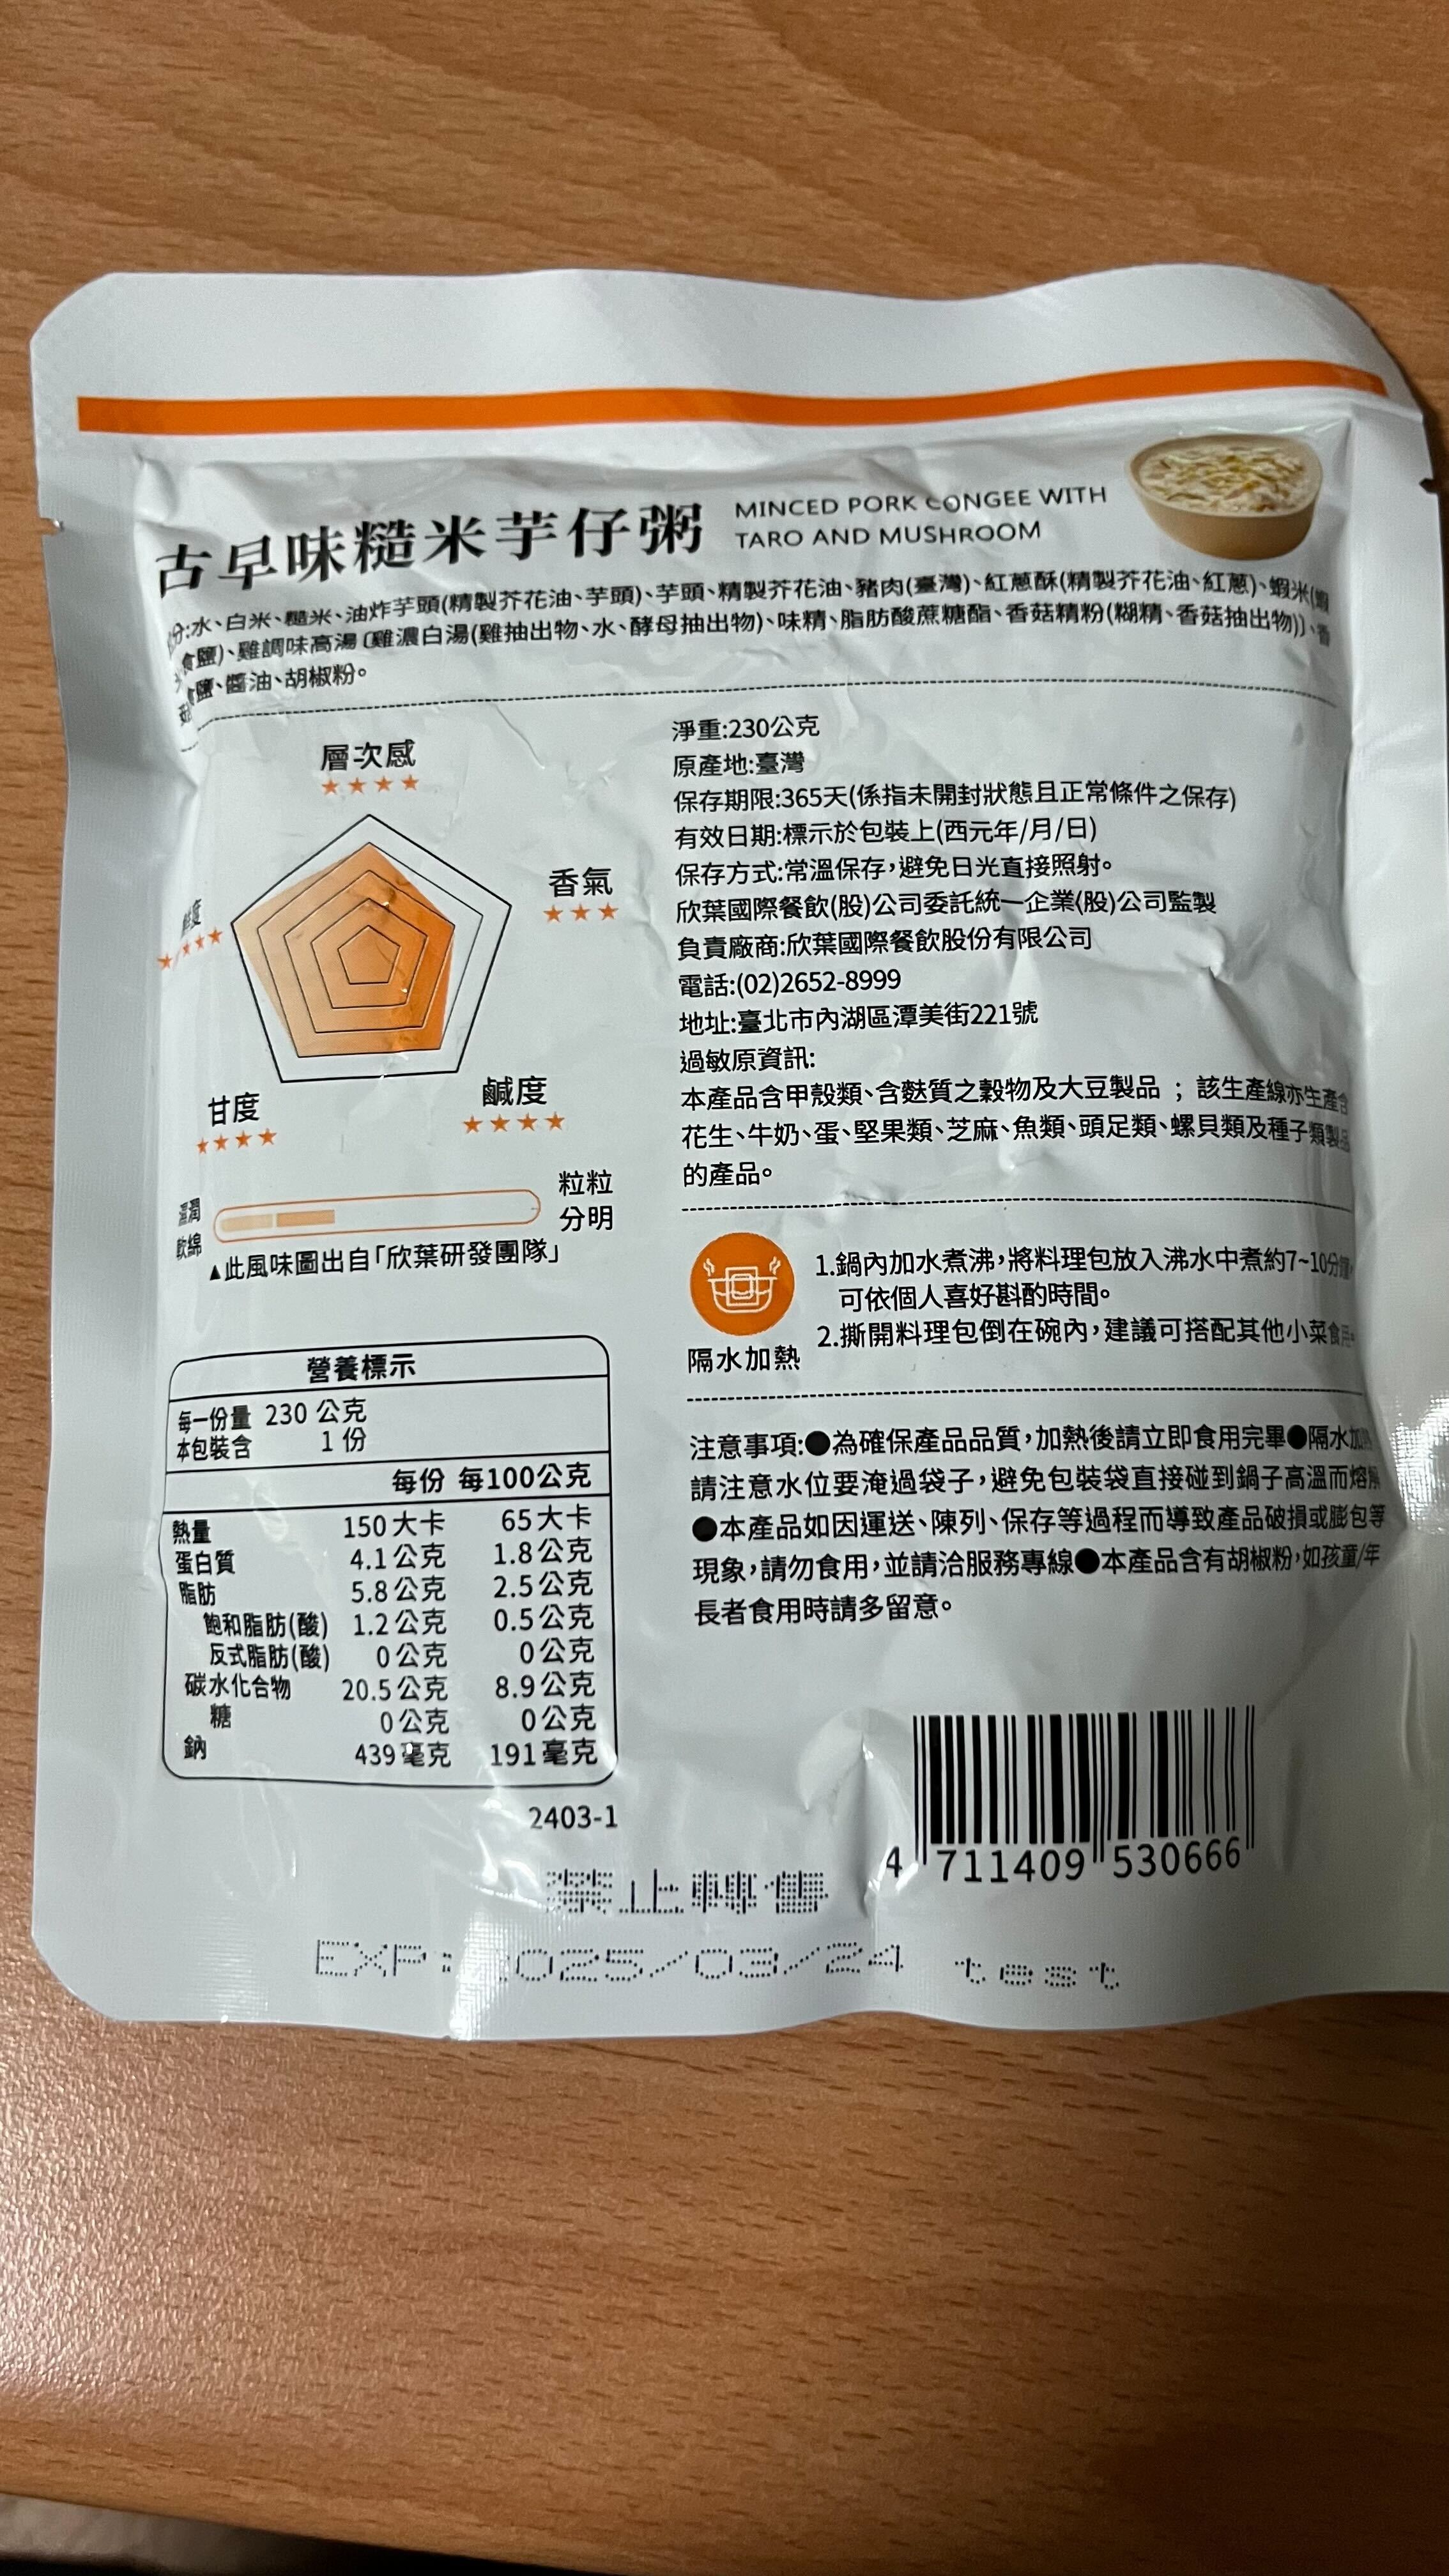 古早味糙米芋仔粥
MINCED PORK CONGEE WITH
TARO AND MUSHROOM
分:水、白米、糙米、油炸芋頭(精製芥花油、芋頭)、芋頭、精製芥花油、豬肉(臺灣)、紅蔥酥(精製芥花油、紅蔥)、蝦米(蝦
食鹽)、雞調味高湯〔雞濃白湯(雞抽出物、水、酵母抽出物)、味精、脂肪酸蔗糖酯、香菇精粉(糊精、香菇抽出物)〕、香
食鹽、醬油、胡椒粉。
層次感
★★★★
香氣
★★★
度
★★★★★
甘度
★★★★
鹹度
★★★★
濕潤
軟綿
粒粒
分明
▲此風味圖出自「欣葉研發團隊」
淨重:230公克
原產地:臺灣
保存期限:365天(係指未開封狀態且正常條件之保存)
有效日期:標示於包裝上(西元年/月/日)
保存方式:常溫保存,避免日光直接照射。
欣葉國際餐飲(股)公司委託統一企業(股)公司監製
負責廠商:欣葉國際餐飲股份有限公司
電話:(02)2652-8999
地址:臺北市內湖區潭美街221號
過敏原資訊:
本產品含甲殼類、含麩質之穀物及大豆製品 ; 該生產線亦生產含
花生、牛奶、蛋、堅果類、芝麻、魚類、頭足類、螺貝類及種子類製品
的產品。
隔水加熱
1.鍋內加水煮沸,將料理包放入沸水中煮約7~10分鐘,
可依個人喜好斟酌時間。
2.撕開料理包倒在碗內,建議可搭配其他小菜食用。
注意事項:●為確保產品品質,加熱後請立即食用完畢●隔水加熱
請注意水位要淹過袋子,避免包裝袋直接碰到鍋子高溫而熔解
●本產品如因運送、陳列、保存等過程而導致產品破損或膨包等
現象,請勿食用,並請洽服務專線●本產品含有胡椒粉,如孩童/年
長者食用時請多留意。
營養標示
每一份量 230 公克
本包裝含 1 份
每份 每100公克
熱量 150大卡 65大卡
蛋白質 4.1公克 1.8公克
脂肪 5.8公克 2.5公克
飽和脂肪(酸) 1.2公克 0.5公克
反式脂肪(酸) 0公克 0公克
碳水化合物 20.5公克 8.9公克
糖 0公克 0公克
鈉 439毫克 191毫克
2403-1
4 711409 530666
禁止轉售
EXP: 2025/03/24 test